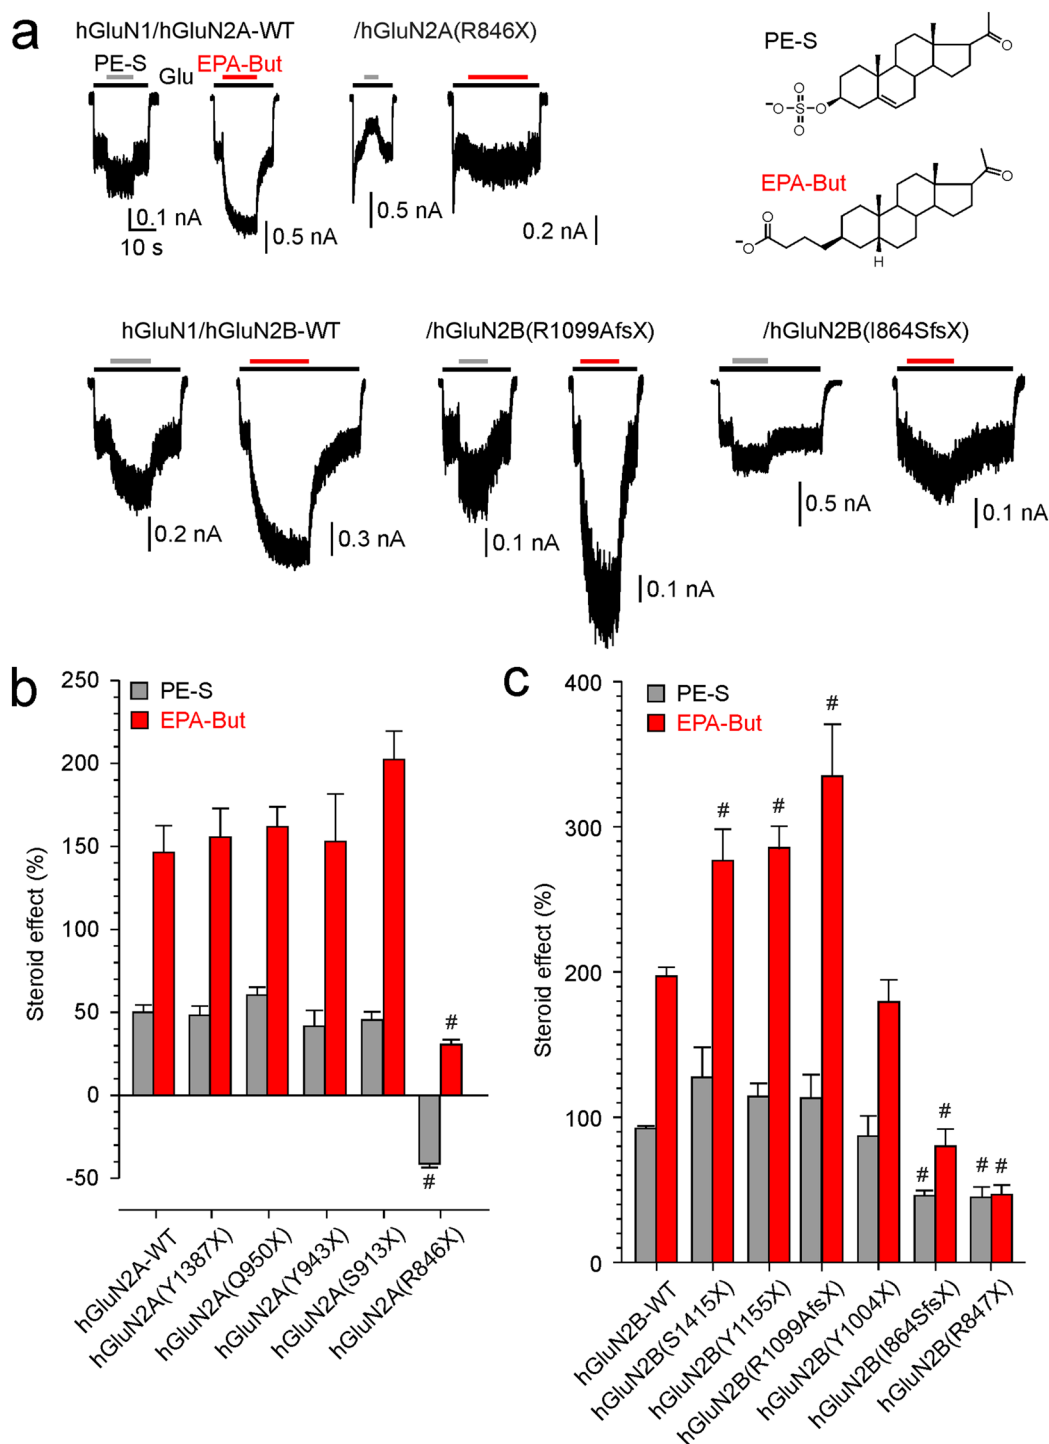 a
hGluN1/hGluN2A-WT
/hGluN2A(R846X)
PE-S
Glu
EPA-But
0.1 nA
10 s
0.5 nA
0.5 nA
0.2 nA
PE-S
⁻O
S
O
O
O
O
EPA-But
O
⁻O
O
H
hGluN1/hGluN2B-WT
/hGluN2B(R1099AfsX)
/hGluN2B(I864SfsX)
0.2 nA
0.3 nA
0.1 nA
0.1 nA
0.5 nA
0.1 nA
b
PE-S
EPA-But
Steroid effect (%)
250
200
150
100
50
0
-50
#
#
hGluN2A-WT
hGluN2A(Y1387X)
hGluN2A(Q950X)
hGluN2A(Y943X)
hGluN2A(S913X)
hGluN2A(R846X)
c
PE-S
EPA-But
Steroid effect (%)
400
300
200
100
0
#
#
#
#
#
#
#
hGluN2B-WT
hGluN2B(S1415X)
hGluN2B(Y1155X)
hGluN2B(R1099AfsX)
hGluN2B(Y1004X)
hGluN2B(I864SfsX)
hGluN2B(R847X)